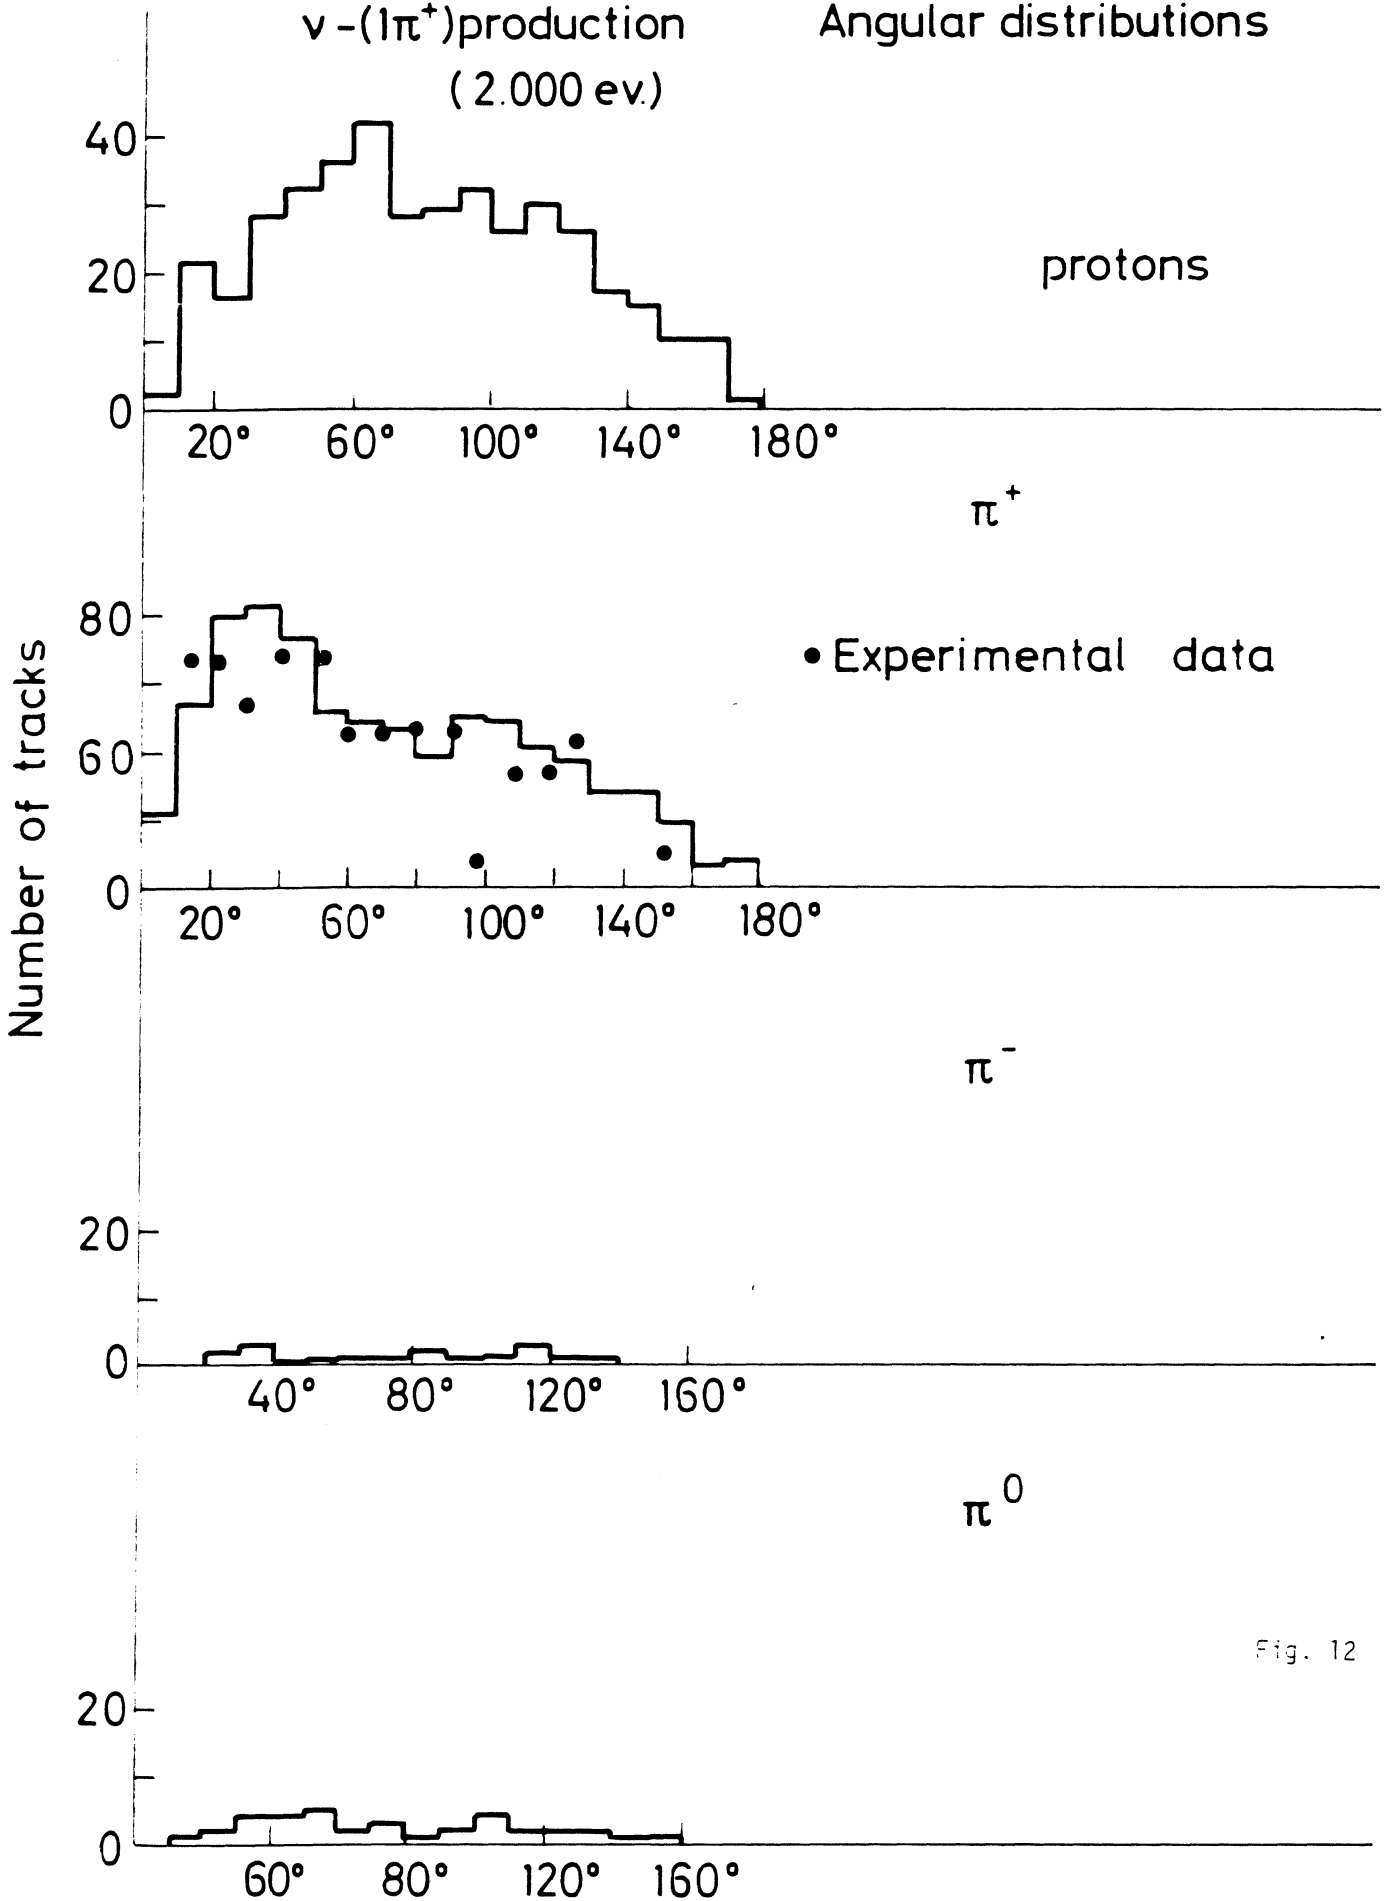 ν-(1π⁺)production Angular distributions
(2.000 ev.)
40
20
0
20° 60° 100° 140° 180°
protons
π⁺
80
60
0
20° 60° 100° 140° 180°
• Experimental data
Number of tracks
π⁻
20
0
40° 80° 120° 160°
π⁰
Fig. 12
20
0
60° 80° 120° 160°